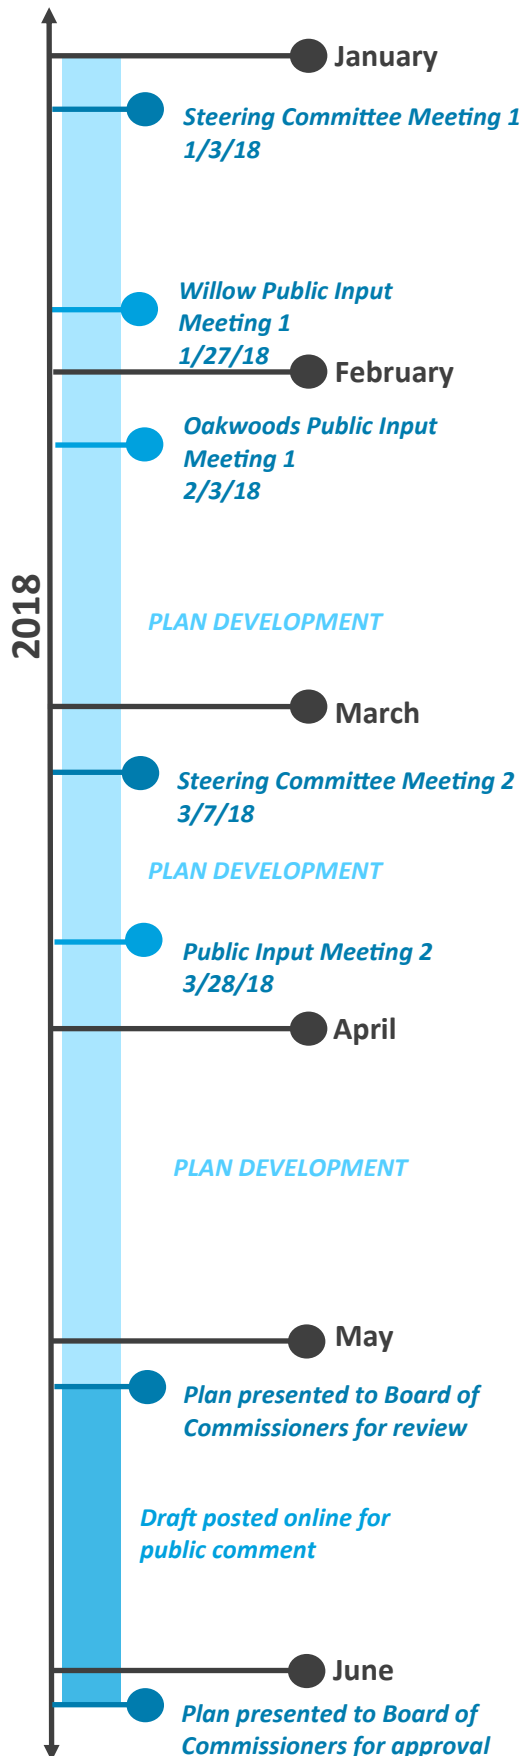 January
Steering Committee Meeting 1
1/3/18
Willow Public Input
Meeting 1
1/27/18
February
Oakwoods Public Input
Meeting 1
2/3/18
2018
PLAN DEVELOPMENT
March
Steering Committee Meeting 2
3/7/18
PLAN DEVELOPMENT
Public Input Meeting 2
3/28/18
April
PLAN DEVELOPMENT
May
Plan presented to Board of
Commissioners for review
Draft posted online for
public comment
June
Plan presented to Board of
Commissioners for approval